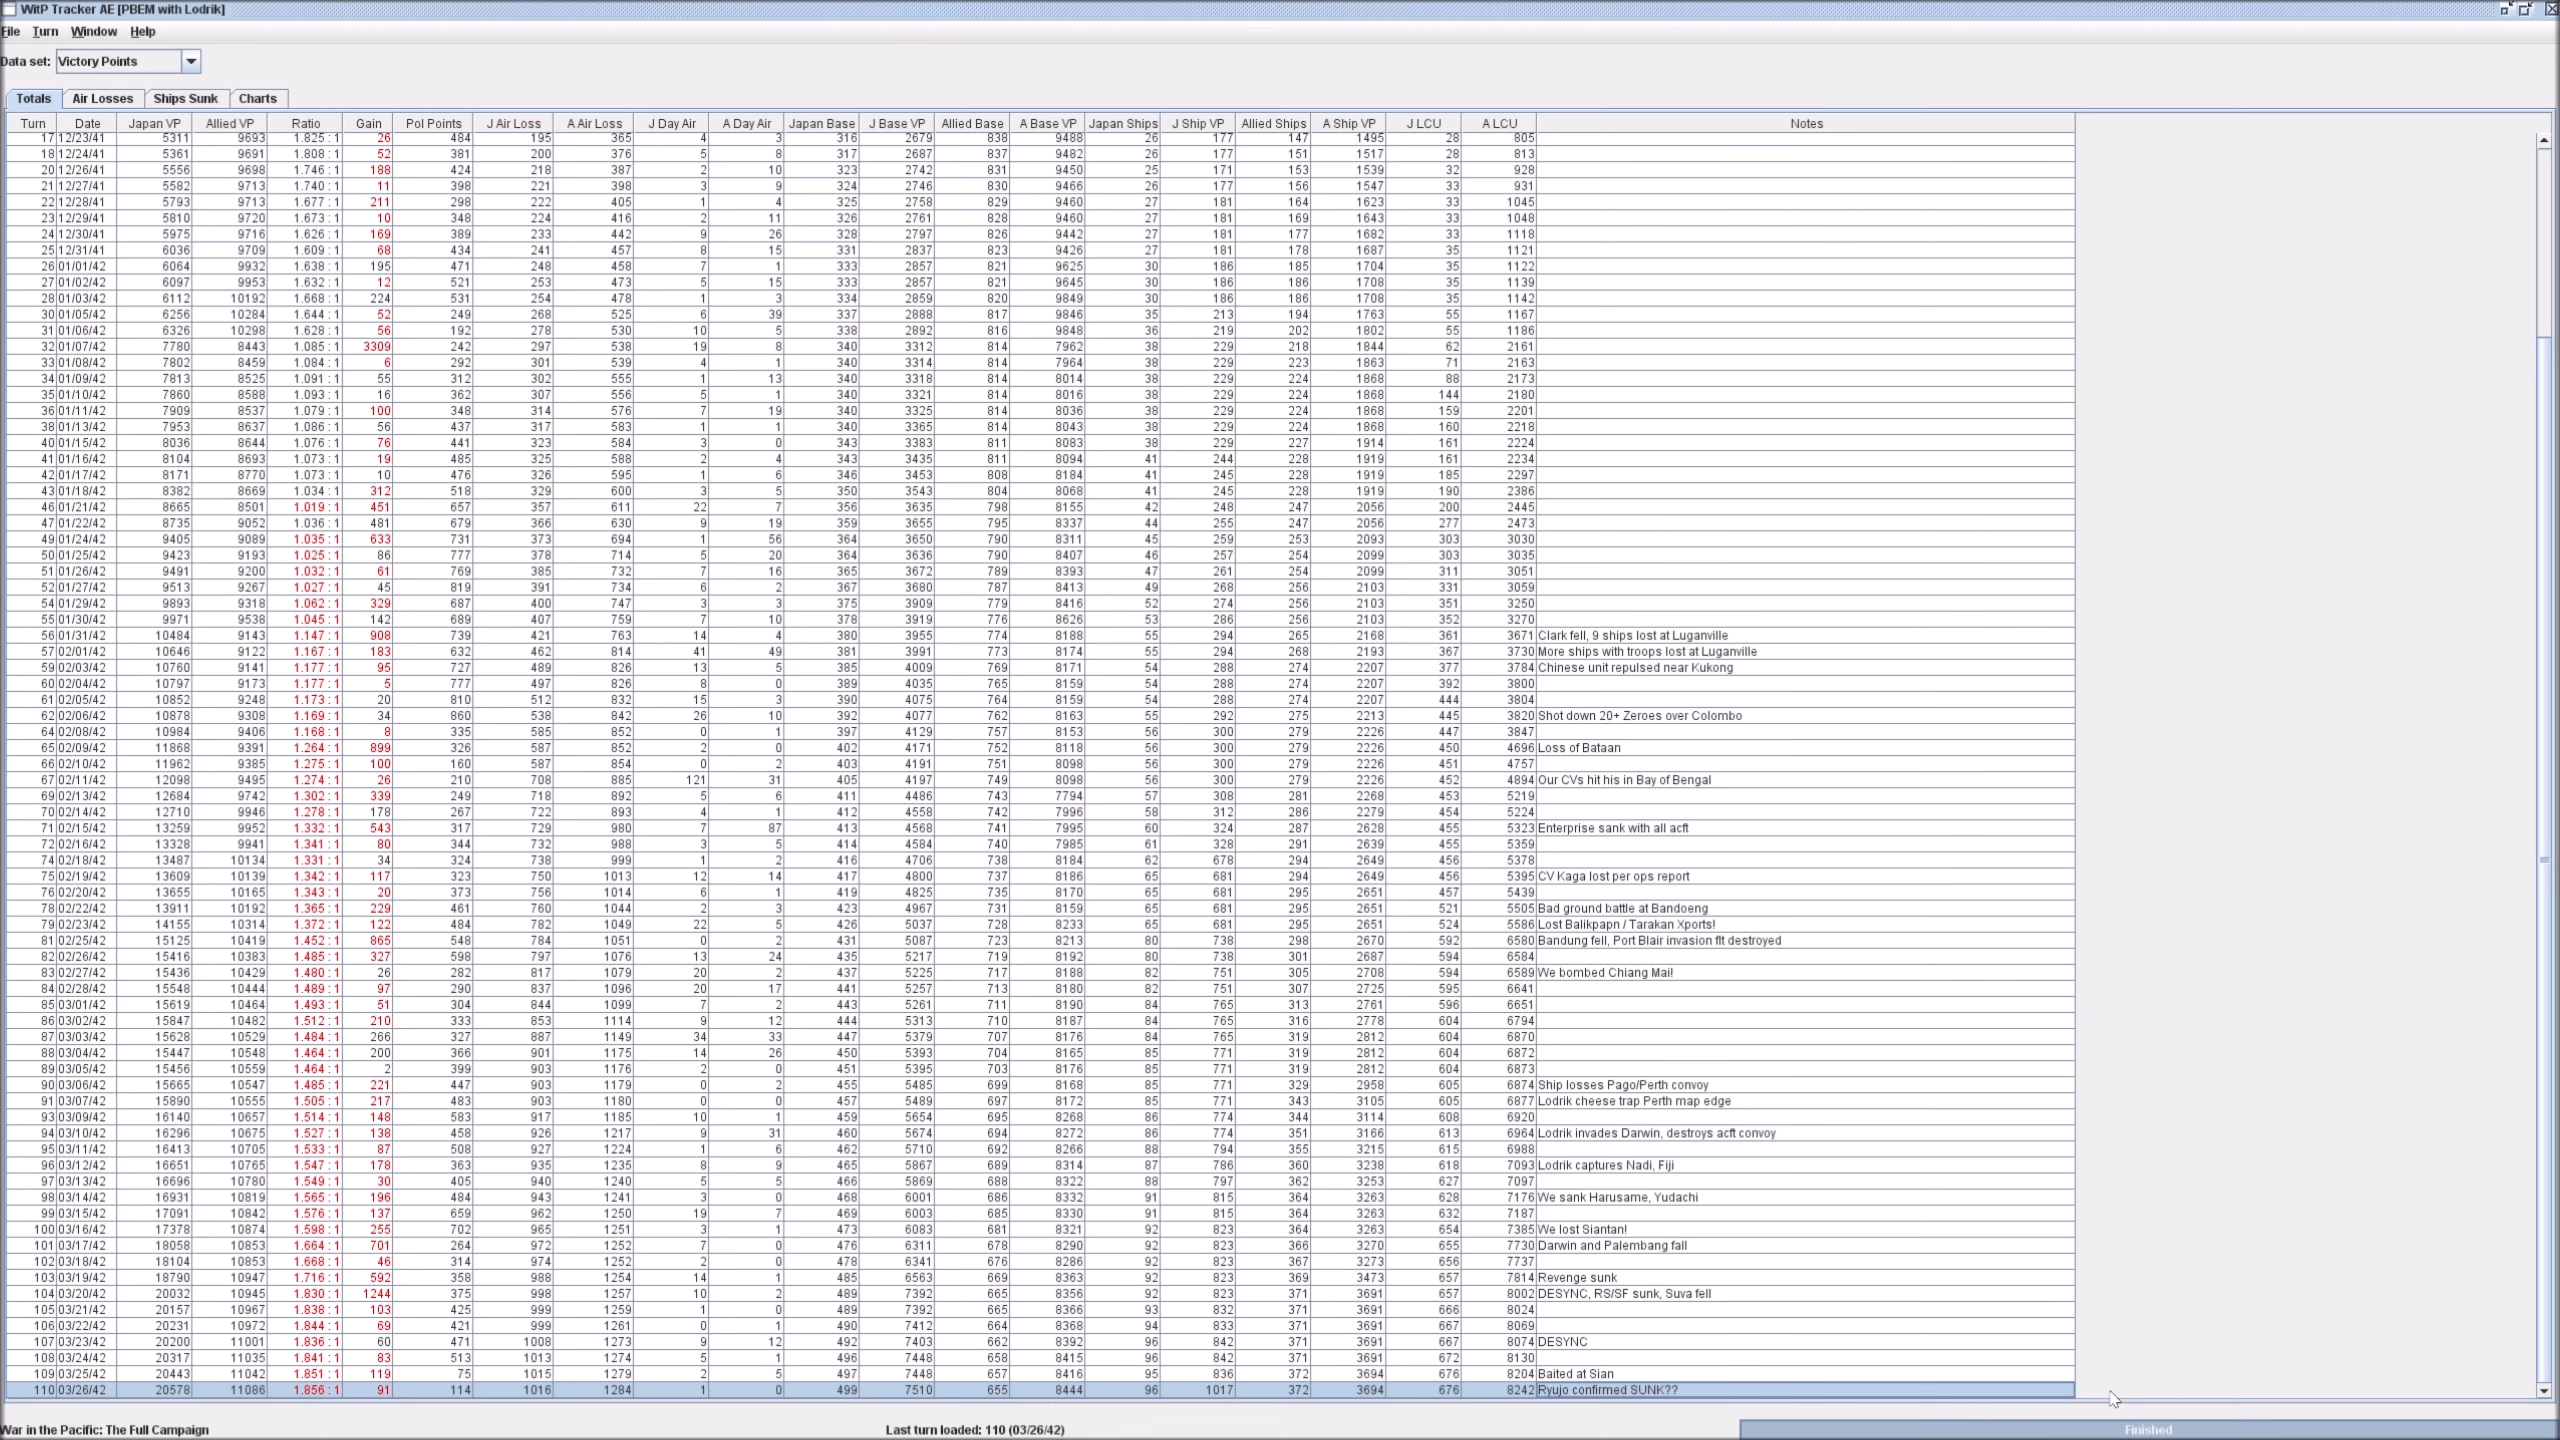 WitP Tracker AE [PBEM with Lodrik]
File Turn Window Help
Data set: Victory Points
Totals Air Losses Ships Sunk Charts
Turn Date Japan VP Allied VP Ratio Gain Pol Points J Air Loss A Air Loss J Day Air A Day Air Japan Base J Base VP Allied Base A Base VP Japan Ships J Ship VP Allied Ships A Ship VP J LCU A LCU Notes
17 12/23/41 5311 9693 1.825 : 1 26 484 195 365 4 3 316 2679 838 9488 26 177 147 1495 28 805
18 12/24/41 5361 9691 1.808 : 1 52 381 200 376 5 8 317 2687 837 9482 26 177 151 1517 28 813
20 12/26/41 5556 9698 1.746 : 1 188 424 218 387 2 10 323 2742 831 9450 25 171 153 1539 32 928
21 12/27/41 5582 9713 1.740 : 1 11 398 221 398 3 9 324 2746 830 9466 26 177 156 1547 33 931
22 12/28/41 5793 9713 1.677 : 1 211 298 222 405 1 4 325 2758 829 9460 27 181 164 1623 33 1045
23 12/29/41 5810 9720 1.673 : 1 10 348 224 416 2 11 326 2761 828 9460 27 181 169 1643 33 1048
24 12/30/41 5975 9716 1.626 : 1 169 389 233 442 9 26 328 2797 826 9442 27 181 177 1682 33 1118
25 12/31/41 6036 9709 1.609 : 1 68 434 241 457 8 15 331 2837 823 9426 27 181 178 1687 35 1121
26 01/01/42 6064 9932 1.638 : 1 195 471 248 458 7 1 333 2857 821 9625 30 186 185 1704 35 1122
27 01/02/42 6097 9953 1.632 : 1 12 521 253 473 5 15 333 2857 821 9645 30 186 186 1708 35 1139
28 01/03/42 6112 10192 1.668 : 1 224 531 254 478 1 3 334 2859 820 9849 30 186 186 1708 35 1142
30 01/05/42 6256 10284 1.644 : 1 52 249 268 525 6 39 337 2888 817 9846 35 213 194 1763 55 1167
31 01/06/42 6326 10298 1.628 : 1 56 192 278 530 10 5 338 2892 816 9848 36 219 202 1802 55 1186
32 01/07/42 7780 8443 1.085 : 1 3309 242 297 538 19 8 340 3312 814 7962 38 229 218 1844 62 2161
33 01/08/42 7802 8459 1.084 : 1 6 292 301 539 4 1 340 3314 814 7964 38 229 223 1863 71 2163
34 01/09/42 7813 8525 1.091 : 1 55 312 302 555 1 13 340 3318 814 8014 38 229 224 1868 88 2173
35 01/10/42 7860 8588 1.093 : 1 16 362 307 556 5 1 340 3321 814 8016 38 229 224 1868 144 2180
36 01/11/42 7909 8537 1.079 : 1 100 348 314 576 7 19 340 3325 814 8036 38 229 224 1868 159 2201
38 01/13/42 7953 8637 1.086 : 1 56 437 317 583 1 1 340 3365 814 8043 38 229 224 1868 160 2218
40 01/15/42 8036 8644 1.076 : 1 76 441 323 584 3 0 343 3383 811 8083 38 229 227 1914 161 2224
41 01/16/42 8104 8693 1.073 : 1 19 485 325 588 2 4 343 3435 811 8094 41 244 228 1919 161 2234
42 01/17/42 8171 8770 1.073 : 1 10 476 326 595 1 6 346 3453 808 8184 41 245 228 1919 185 2297
43 01/18/42 8382 8669 1.034 : 1 312 518 329 600 3 5 350 3543 804 8068 41 245 228 1919 190 2386
46 01/21/42 8665 8501 1.019 : 1 451 657 357 611 22 7 356 3635 798 8155 42 248 247 2056 200 2445
47 01/22/42 8735 9052 1.036 : 1 481 679 366 630 9 19 359 3655 795 8337 44 255 247 2056 277 2473
49 01/24/42 9405 9089 1.035 : 1 633 731 373 694 1 56 364 3650 790 8311 45 259 253 2093 303 3030
50 01/25/42 9423 9193 1.025 : 1 86 777 378 714 5 20 364 3636 790 8407 46 257 254 2099 303 3035
51 01/26/42 9491 9200 1.032 : 1 61 769 385 732 7 16 365 3672 789 8393 47 261 254 2099 311 3051
52 01/27/42 9513 9267 1.027 : 1 45 819 391 734 6 2 367 3680 787 8413 49 268 256 2103 331 3059
54 01/29/42 9893 9318 1.062 : 1 329 687 400 747 3 3 375 3909 779 8416 52 274 256 2103 351 3250
55 01/30/42 9971 9538 1.045 : 1 142 689 407 759 7 10 378 3919 776 8626 53 286 256 2103 352 3270
56 01/31/42 10484 9143 1.147 : 1 908 739 421 763 14 4 380 3955 774 8188 55 294 265 2168 361 3671 Clark fell, 9 ships lost at Luganville
57 02/01/42 10646 9122 1.167 : 1 183 632 462 814 41 49 381 3991 773 8174 55 294 268 2193 367 3730 More ships with troops lost at Luganville
59 02/03/42 10760 9141 1.177 : 1 95 727 489 826 13 5 385 4009 769 8171 54 288 274 2207 377 3784 Chinese unit repulsed near Kukong
60 02/04/42 10797 9173 1.177 : 1 5 777 497 826 8 0 389 4035 765 8159 54 288 274 2207 392 3800
61 02/05/42 10852 9248 1.173 : 1 20 810 512 832 15 3 390 4075 764 8159 54 288 274 2207 444 3804
62 02/06/42 10878 9308 1.169 : 1 34 860 538 842 26 10 392 4077 762 8163 55 292 275 2213 445 3820 Shot down 20+ Zeroes over Colombo
64 02/08/42 10984 9406 1.168 : 1 8 335 585 852 0 1 397 4129 757 8153 56 300 279 2226 447 3847
65 02/09/42 11868 9391 1.264 : 1 899 326 587 852 2 0 402 4171 752 8118 56 300 279 2226 450 4696 Loss of Bataan
66 02/10/42 11962 9385 1.275 : 1 100 160 587 854 0 2 403 4191 751 8098 56 300 279 2226 451 4757
67 02/11/42 12098 9495 1.274 : 1 26 210 708 885 121 31 405 4197 749 8098 56 300 279 2226 452 4894 Our CVs hit his in Bay of Bengal
69 02/13/42 12684 9742 1.302 : 1 339 249 718 892 5 6 411 4486 743 7794 57 308 281 2268 453 5219
70 02/14/42 12710 9946 1.278 : 1 178 267 722 893 4 1 412 4558 742 7996 58 312 286 2279 454 5224
71 02/15/42 13259 9952 1.332 : 1 543 317 729 980 7 87 413 4568 741 7995 60 324 287 2628 455 5323 Enterprise sank with all acft
72 02/16/42 13328 9941 1.341 : 1 80 344 732 988 3 5 414 4584 740 7985 61 328 291 2639 455 5359
74 02/18/42 13487 10134 1.331 : 1 34 324 738 999 1 2 416 4706 738 8184 62 678 294 2649 456 5378
75 02/19/42 13609 10139 1.342 : 1 117 323 750 1013 12 14 417 4800 737 8186 65 681 294 2649 456 5395 CV Kaga lost per ops report
76 02/20/42 13655 10165 1.343 : 1 20 373 756 1014 6 1 419 4825 735 8170 65 681 295 2651 457 5439
78 02/22/42 13911 10192 1.365 : 1 229 461 760 1044 2 3 423 4967 731 8159 65 681 295 2651 521 5505 Bad ground battle at Bandoeng
79 02/23/42 14155 10314 1.372 : 1 122 484 782 1049 22 5 426 5037 728 8233 65 681 295 2651 524 5586 Lost Balikpapn / Tarakan Xports!
81 02/25/42 15125 10419 1.452 : 1 865 548 784 1051 0 2 431 5087 723 8213 80 738 298 2670 592 6580 Bandung fell, Port Blair invasion flt destroyed
82 02/26/42 15416 10383 1.485 : 1 327 598 797 1076 13 24 435 5217 719 8192 80 738 301 2687 594 6584
83 02/27/42 15436 10429 1.480 : 1 26 282 817 1079 20 2 437 5225 717 8188 82 751 305 2708 594 6589 We bombed Chiang Mai!
84 02/28/42 15548 10444 1.489 : 1 97 290 837 1096 20 17 441 5257 713 8180 82 751 307 2725 595 6641
85 03/01/42 15619 10464 1.493 : 1 51 304 844 1099 7 2 443 5261 711 8190 84 765 313 2761 596 6651
86 03/02/42 15847 10482 1.512 : 1 210 333 853 1114 9 12 444 5313 710 8187 84 765 316 2778 604 6794
87 03/03/42 15628 10529 1.484 : 1 266 327 887 1149 34 33 447 5379 707 8176 84 765 319 2812 604 6870
88 03/04/42 15447 10548 1.464 : 1 200 366 901 1175 14 26 450 5393 704 8165 85 771 319 2812 604 6872
89 03/05/42 15456 10559 1.464 : 1 2 399 903 1176 2 0 451 5395 703 8176 85 771 319 2812 604 6873
90 03/06/42 15665 10547 1.485 : 1 221 447 903 1179 0 2 455 5485 699 8168 85 771 329 2958 605 6874 Ship losses Pago/Perth convoy
91 03/07/42 15890 10555 1.505 : 1 217 483 903 1180 0 0 457 5489 697 8172 85 771 343 3105 605 6877 Lodrik cheese trap Perth map edge
93 03/09/42 16140 10657 1.514 : 1 148 583 917 1185 10 1 459 5654 695 8268 86 774 344 3114 608 6920
94 03/10/42 16296 10675 1.527 : 1 138 458 926 1217 9 31 460 5674 694 8272 86 774 351 3166 613 6964 Lodrik invades Darwin, destroys acft convoy
95 03/11/42 16413 10705 1.533 : 1 87 508 927 1224 1 6 462 5710 692 8266 88 794 355 3215 615 6988
96 03/12/42 16651 10765 1.547 : 1 178 363 935 1235 8 9 465 5867 689 8314 87 786 360 3238 618 7093 Lodrik captures Nadi, Fiji
97 03/13/42 16696 10780 1.549 : 1 30 405 940 1240 5 5 466 5869 688 8322 88 797 362 3253 627 7097
98 03/14/42 16931 10819 1.565 : 1 196 484 943 1241 3 0 468 6001 686 8332 91 815 364 3263 628 7176 We sank Harusame, Yudachi
99 03/15/42 17091 10842 1.576 : 1 137 659 962 1250 19 7 469 6003 685 8330 91 815 364 3263 632 7187
100 03/16/42 17378 10874 1.598 : 1 255 702 965 1251 3 1 473 6083 681 8321 92 823 364 3263 654 7385 We lost Siantan!
101 03/17/42 18058 10853 1.664 : 1 701 264 972 1252 7 0 476 6311 678 8290 92 823 366 3270 655 7730 Darwin and Palembang fall
102 03/18/42 18104 10853 1.668 : 1 46 314 974 1252 2 0 478 6341 676 8286 92 823 367 3273 656 7737
103 03/19/42 18790 10947 1.716 : 1 592 358 988 1254 14 1 485 6563 669 8363 92 823 369 3473 657 7814 Revenge sunk
104 03/20/42 20032 10945 1.830 : 1 1244 375 998 1257 10 2 489 7392 665 8356 92 823 371 3691 657 8002 DESYNC, RS/SF sunk, Suva fell
105 03/21/42 20157 10967 1.838 : 1 103 425 999 1259 1 0 489 7392 665 8366 93 832 371 3691 666 8024
106 03/22/42 20231 10972 1.844 : 1 69 421 999 1261 0 1 490 7412 664 8368 94 833 371 3691 667 8069
107 03/23/42 20200 11001 1.836 : 1 60 471 1008 1273 9 12 492 7403 662 8392 96 842 371 3691 667 8074 DESYNC
108 03/24/42 20317 11035 1.841 : 1 83 513 1013 1274 5 1 496 7448 658 8415 96 842 371 3691 672 8130
109 03/25/42 20443 11042 1.851 : 1 119 75 1015 1279 2 5 497 7448 657 8416 95 836 372 3694 676 8204 Baited at Sian
110 03/26/42 20578 11086 1.856 : 1 91 114 1016 1284 1 0 499 7510 655 8444 96 1017 372 3694 676 8242 Ryujo confirmed SUNK??
War in the Pacific: The Full Campaign Last turn loaded: 110 (03/26/42) Finished